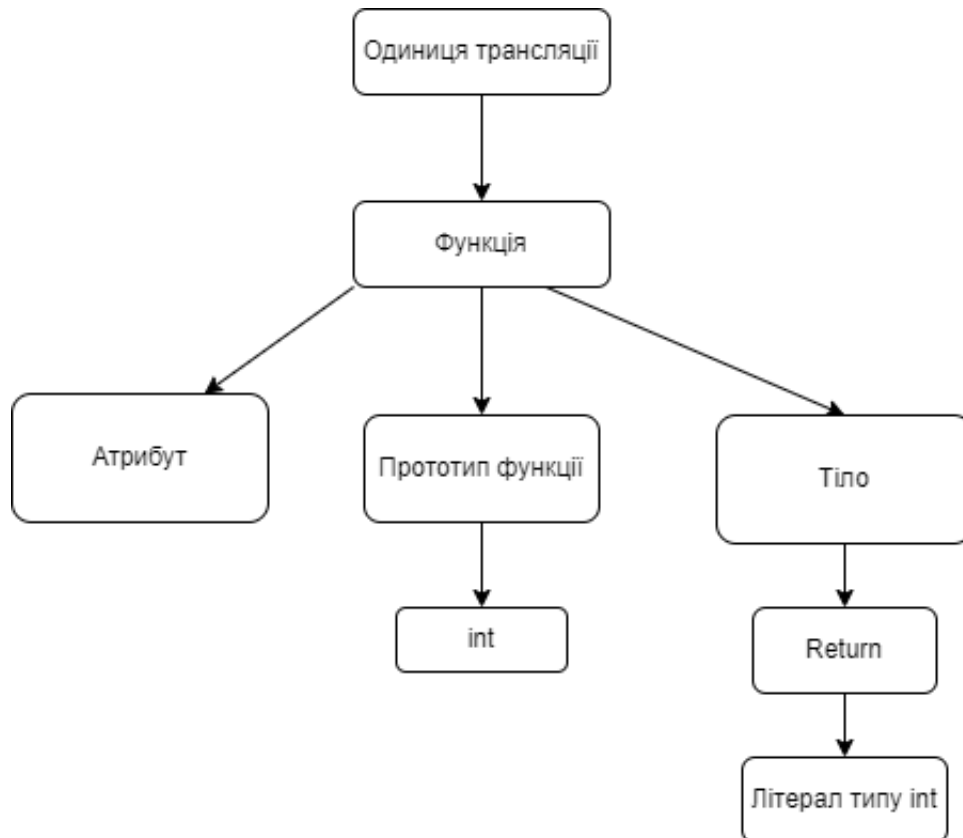 Одиниця трансляції
Функція
Атрибут
Прототип функції
Тіло
int
Return
Літерал типу int